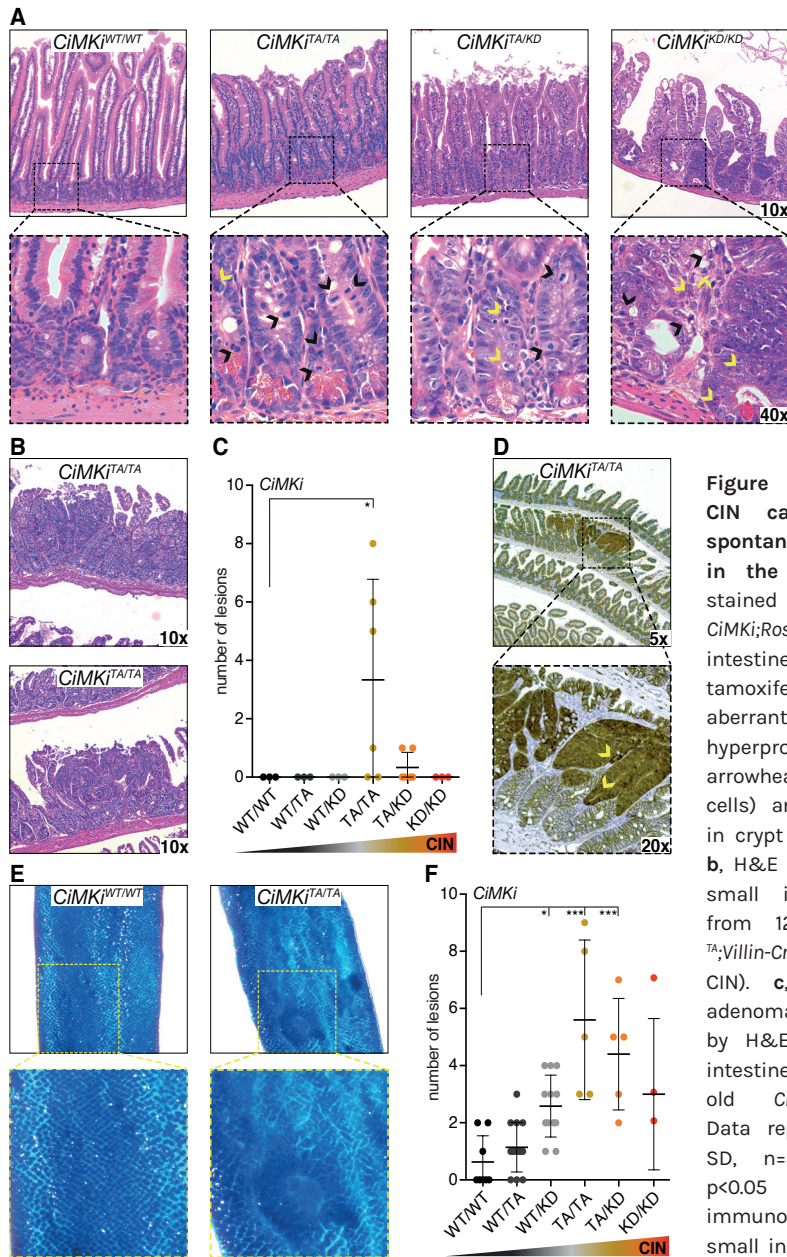 A
CiMKi^WT/WT
CiMKi^TA/TA
CiMKi^TA/KD
CiMKi^KD/KD
10x
40x
B
CiMKi^TA/TA
10x
CiMKi^TA/TA
10x
C
CiMKi
*
number of lesions
10
8
6
4
2
0
WT/WT
WT/TA
WT/KD
TA/TA
TA/KD
KD/KD
CIN
D
CiMKi^TA/TA
5x
20x
Figure
CIN ca
spontan
in the
stained
CiMKi;Ros
intestine
tamoxife
aberrant
hyperpro
arrowhea
cells) ar
in crypt
b, H&E
small i
from 12
^TA;Villin-Cr
CIN). c,
adenoma
by H&E
intestine
old Ci
Data rep
SD, n=
p<0.05
immuno
small in
E
CiMKi^WT/WT
CiMKi^TA/TA
F
CiMKi
* *** ***
number of lesions
10
8
6
4
2
0
WT/WT
WT/TA
WT/KD
TA/TA
TA/KD
KD/KD
CIN